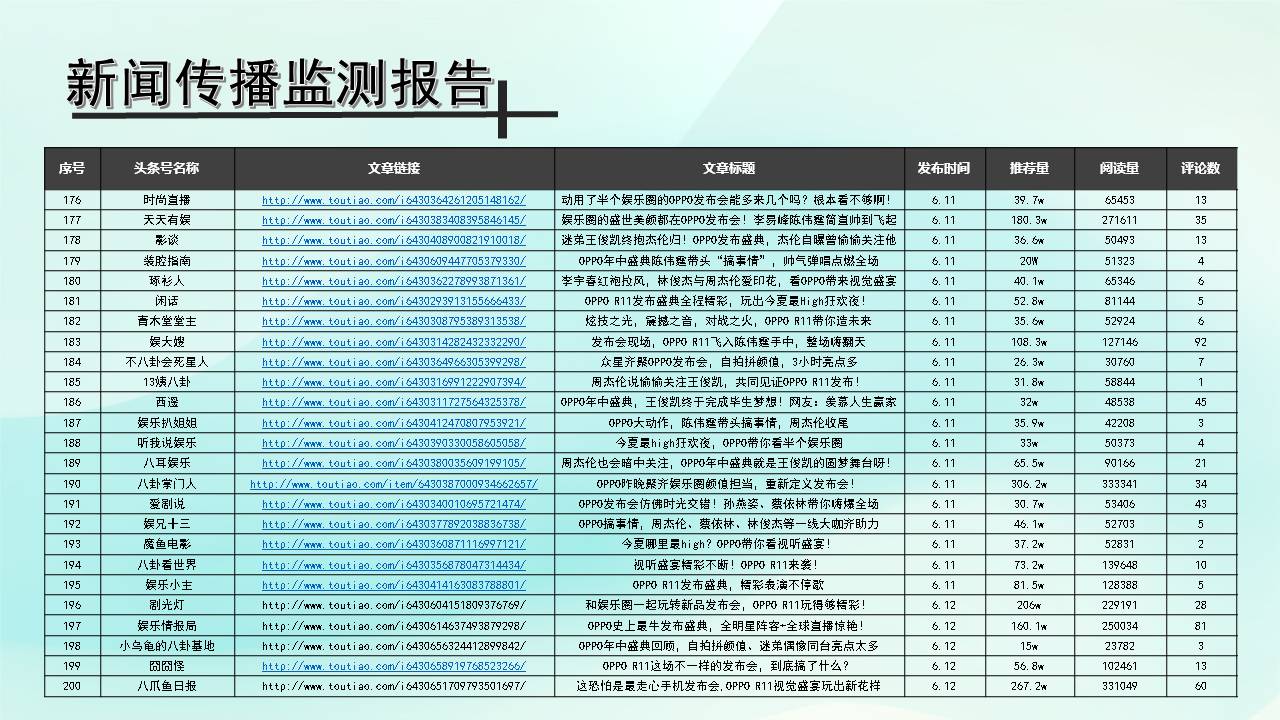 新闻传播监测报告
序号 头条号名称 文章链接 文章标题 发布时间 推荐量 阅读量 评论数
176 时尚直播 http://www.toutiao.com/i6430364261205148162/ 动用了半个娱乐圈的OPPO发布会能多来几个吗？根本看不够啊！ 6.11 39.7w 65453 13
177 天天有娱 http://www.toutiao.com/i6430383408395846145/ 娱乐圈的盛世美颜都在OPPO发布会！李易峰陈伟霆简直帅到飞起 6.11 180.3w 271611 35
178 影谈 http://www.toutiao.com/i6430408900821910018/ 迷弟王俊凯终抱杰伦归！OPPO发布盛典，杰伦自曝曾偷偷关注他 6.11 36.6w 50493 13
179 装腔指南 http://www.toutiao.com/i6430609447705379330/ OPPO年中盛典陈伟霆带头“搞事情”，帅气弹唱点燃全场 6.11 20W 51323 4
180 琢衫人 http://www.toutiao.com/i6430362278993871361/ 李宇春红袍拉风，林俊杰与周杰伦爱印花，看OPPO带来视觉盛宴 6.11 40.1w 65346 6
181 闲话 http://www.toutiao.com/i6430293913155666433/ OPPO R11发布盛典全程精彩，玩出今夏最High狂欢夜！ 6.11 52.8w 81144 5
182 青木堂堂主 http://www.toutiao.com/i6430308795389313538/ 炫技之光，震撼之音，对战之火，OPPO R11带你造未来 6.11 35.6w 52924 6
183 娱大嫂 http://www.toutiao.com/i6430314282432332290/ 发布会现场，OPPO R11飞入陈伟霆手中，整场嗨翻天 6.11 108.3w 127146 92
184 不八卦会死星人 http://www.toutiao.com/i6430364966305399298/ 众星齐聚OPPO发布会，自拍拼颜值，3小时亮点多 6.11 26.3w 30760 7
185 13姨八卦 http://www.toutiao.com/i6430316991222907394/ 周杰伦说偷偷关注王俊凯，共同见证OPPO R11发布！ 6.11 31.8w 58844 1
186 西遥 http://www.toutiao.com/i6430311727564325378/ OPPO年中盛典，王俊凯终于完成毕生梦想！网友：羡慕人生赢家 6.11 32w 48538 45
187 娱乐扒姐姐 http://www.toutiao.com/i6430412470807953921/ OPPO大动作，陈伟霆带头搞事情，周杰伦收尾 6.11 35.9w 42208 3
188 听我说娱乐 http://www.toutiao.com/i6430390330058605058/ 今夏最high狂欢夜，OPPO带你看半个娱乐圈 6.11 33w 50373 4
189 八耳娱乐 http://www.toutiao.com/i6430380035609199105/ 周杰伦也会暗中关注，OPPO年中盛典就是王俊凯的圆梦舞台呀！ 6.11 65.5w 90166 21
190 八卦掌门人 http://www.toutiao.com/item/6430387000934662657/ OPPO昨晚聚齐娱乐圈颜值担当，重新定义发布会！ 6.11 306.2w 333341 34
191 爱剧说 http://www.toutiao.com/i6430340010695721474/ OPPO发布会仿佛时光交错！孙燕姿、蔡依林带你嗨爆全场 6.11 30.7w 53406 43
192 娱兄十三 http://www.toutiao.com/i6430377892038836738/ OPPO搞事情，周杰伦、蔡依林、林俊杰等一线大咖齐助力 6.11 46.1w 52703 5
193 魔鱼电影 http://www.toutiao.com/i6430360871116997121/ 今夏哪里最high？OPPO带你看视听盛宴！ 6.11 37.2w 52831 2
194 八卦看世界 http://www.toutiao.com/i6430356878047314434/ 视听盛宴精彩不断！OPPO R11来袭！ 6.11 73.2w 139648 10
195 娱乐小主 http://www.toutiao.com/i6430414163083788801/ OPPO R11发布盛典，精彩表演不停歇 6.11 81.5w 128388 5
196 剧光灯 http://www.toutiao.com/i6430604151809376769/ 和娱乐圈一起玩转新品发布会，OPPO R11玩得够精彩！ 6.12 206w 229191 28
197 娱乐情报局 http://www.toutiao.com/i6430614637493879298/ OPPO史上最牛发布盛典，全明星阵容+全球直播惊艳！ 6.12 160.1w 250034 81
198 小乌龟的八卦基地 http://www.toutiao.com/i6430656324412899842/ OPPO年中盛典回顾，自拍拼颜值、迷弟偶像同台亮点太多 6.12 15w 23782 3
199 囧囧怪 http://www.toutiao.com/i6430658919768523266/ OPPO R11这场不一样的发布会，到底搞了什么？ 6.12 56.8w 102461 13
200 八爪鱼日报 http://www.toutiao.com/i6430651709793501697/ 这恐怕是最走心手机发布会,OPPO R11视觉盛宴玩出新花样 6.12 267.2w 331049 60